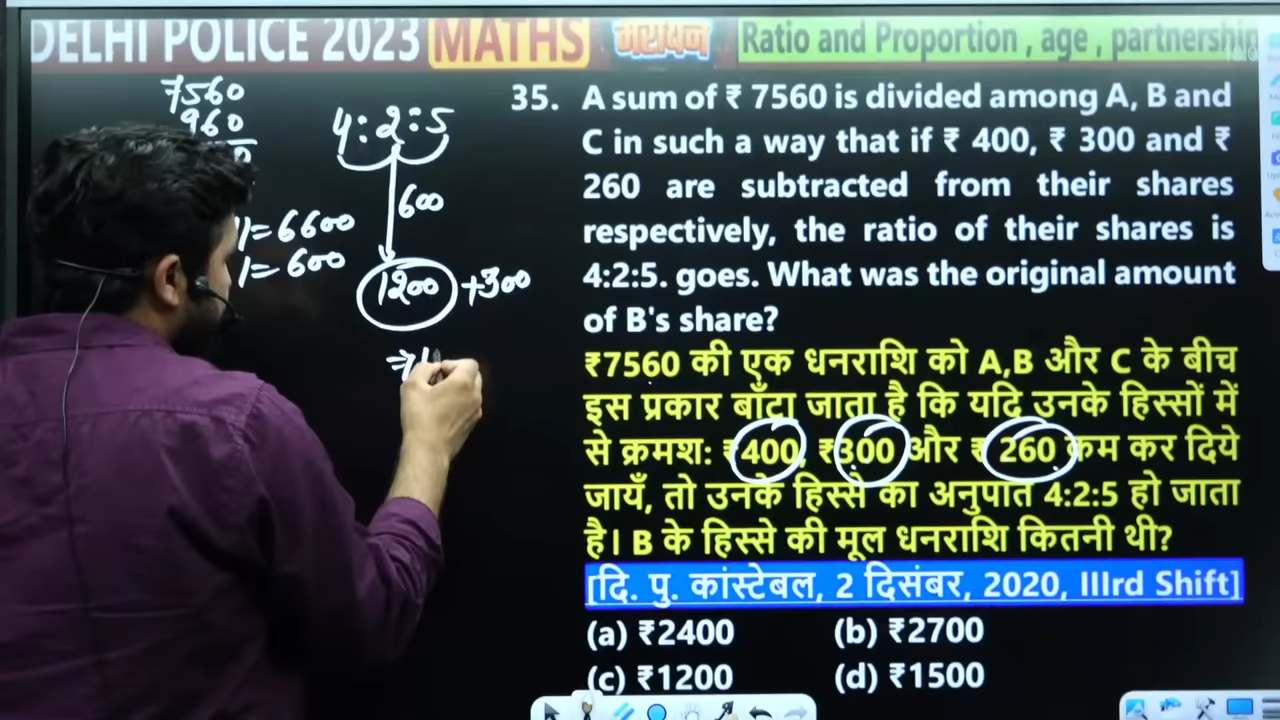 DELHI POLICE 2023 MATHS मरायन Ratio and Proportion , age , partnership
7560
960
0
11=6600
1=600
4:2:5
600
1200 +300
35. A sum of ₹ 7560 is divided among A, B and
C in such a way that if ₹ 400, ₹ 300 and ₹
260 are subtracted from their shares
respectively, the ratio of their shares is
4:2:5. goes. What was the original amount
of B's share?
₹7560 की एक धनराशि को A,B और C के बीच
इस प्रकार बाँटा जाता है कि यदि उनके हिस्सों में
से क्रमश: ₹400, ₹300 और ₹ 260 कम कर दिये
जायँ, तो उनके हिस्से का अनुपात 4:2:5 हो जाता
है। B के हिस्से की मूल धनराशि कितनी थी?
[दि. पु. कांस्टेबल, 2 दिसंबर, 2020, IIIrd Shift]
(a) ₹2400 (b) ₹2700
(c) ₹1200 (d) ₹1500